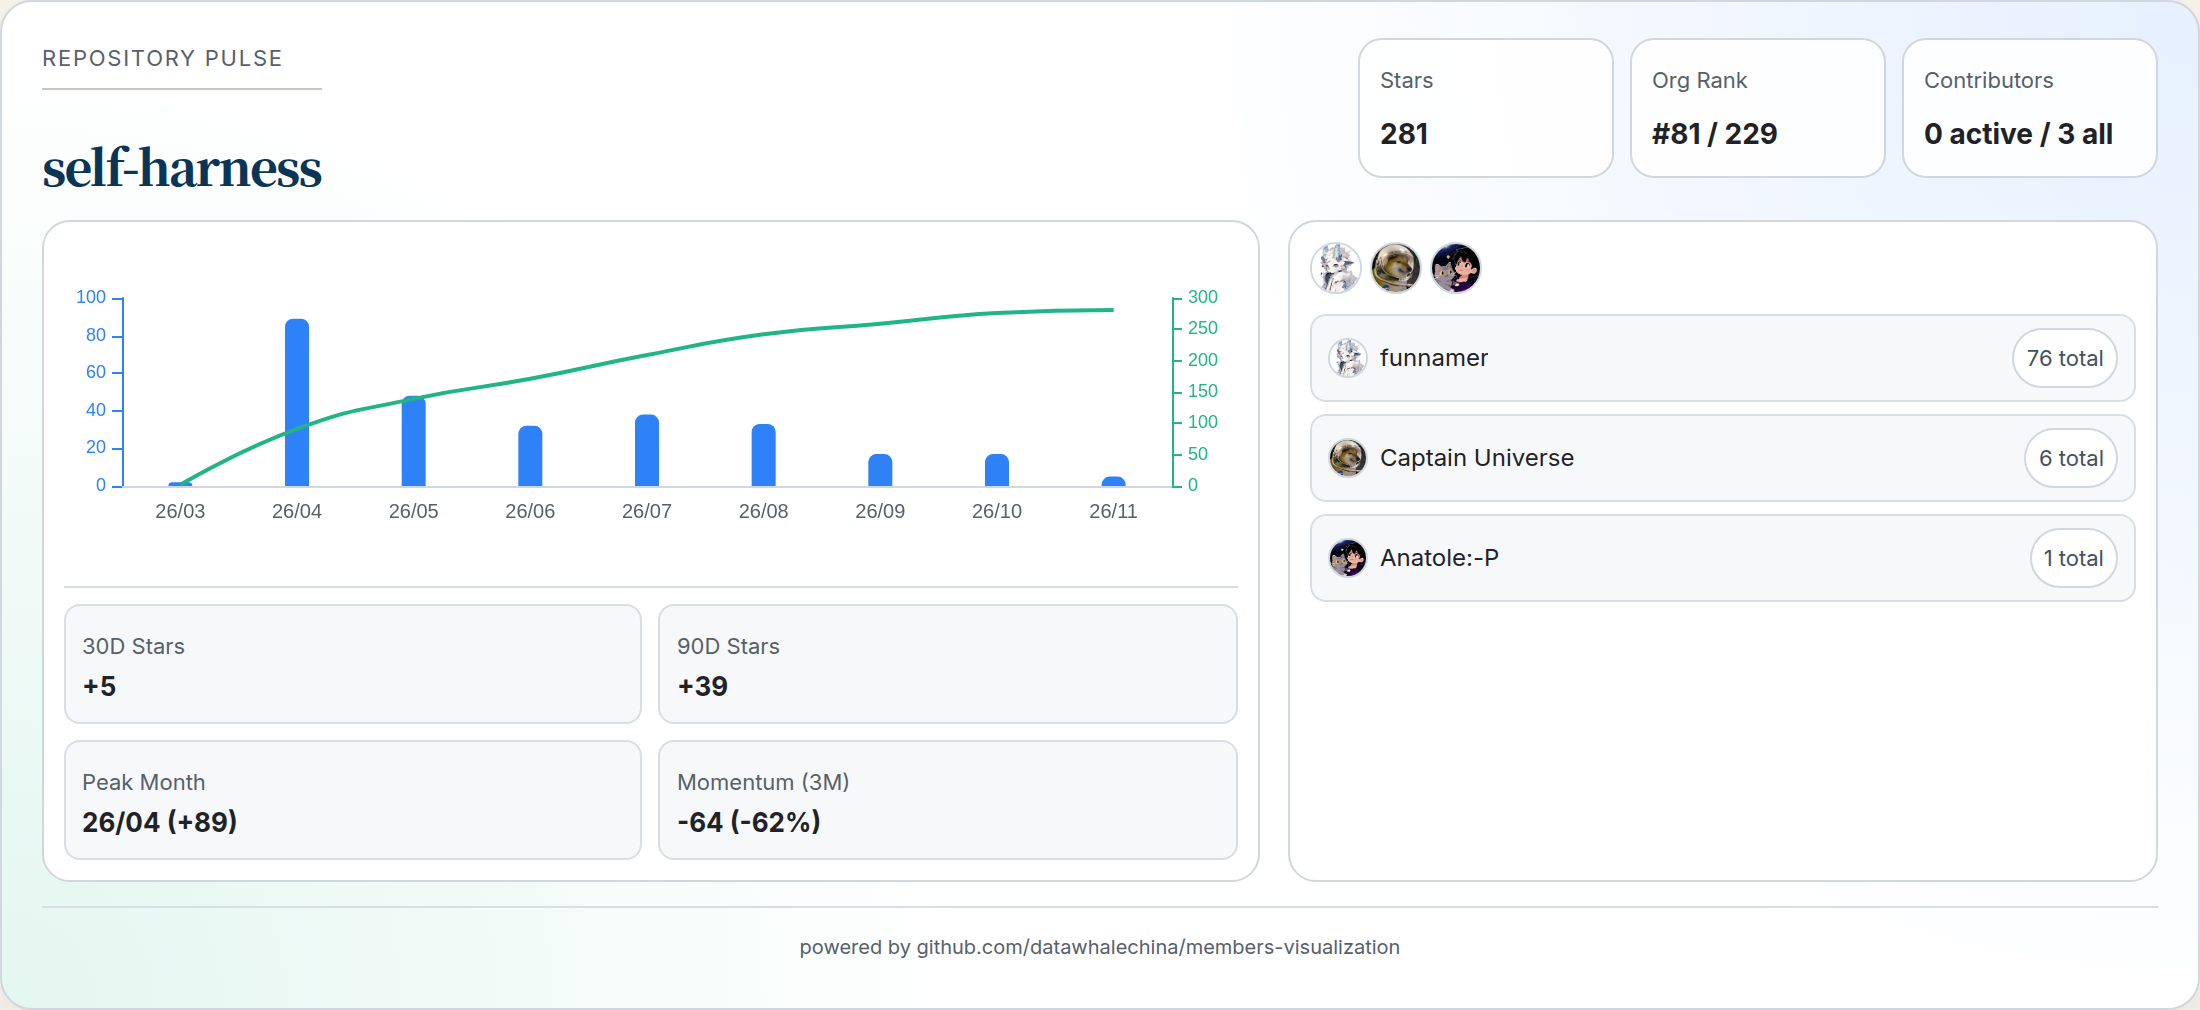 REPOSITORY PULSE
self-harness
Stars
281
Org Rank
#81 / 229
Contributors
0 active / 3 all
100
80
60
40
20
0
300
250
200
150
100
50
0
26/03 26/04 26/05 26/06 26/07 26/08 26/09 26/10 26/11
30D Stars
+5
90D Stars
+39
Peak Month
26/04 (+89)
Momentum (3M)
-64 (-62%)
funnamer 76 total
Captain Universe 6 total
Anatole:-P 1 total
powered by github.com/datawhalechina/members-visualization